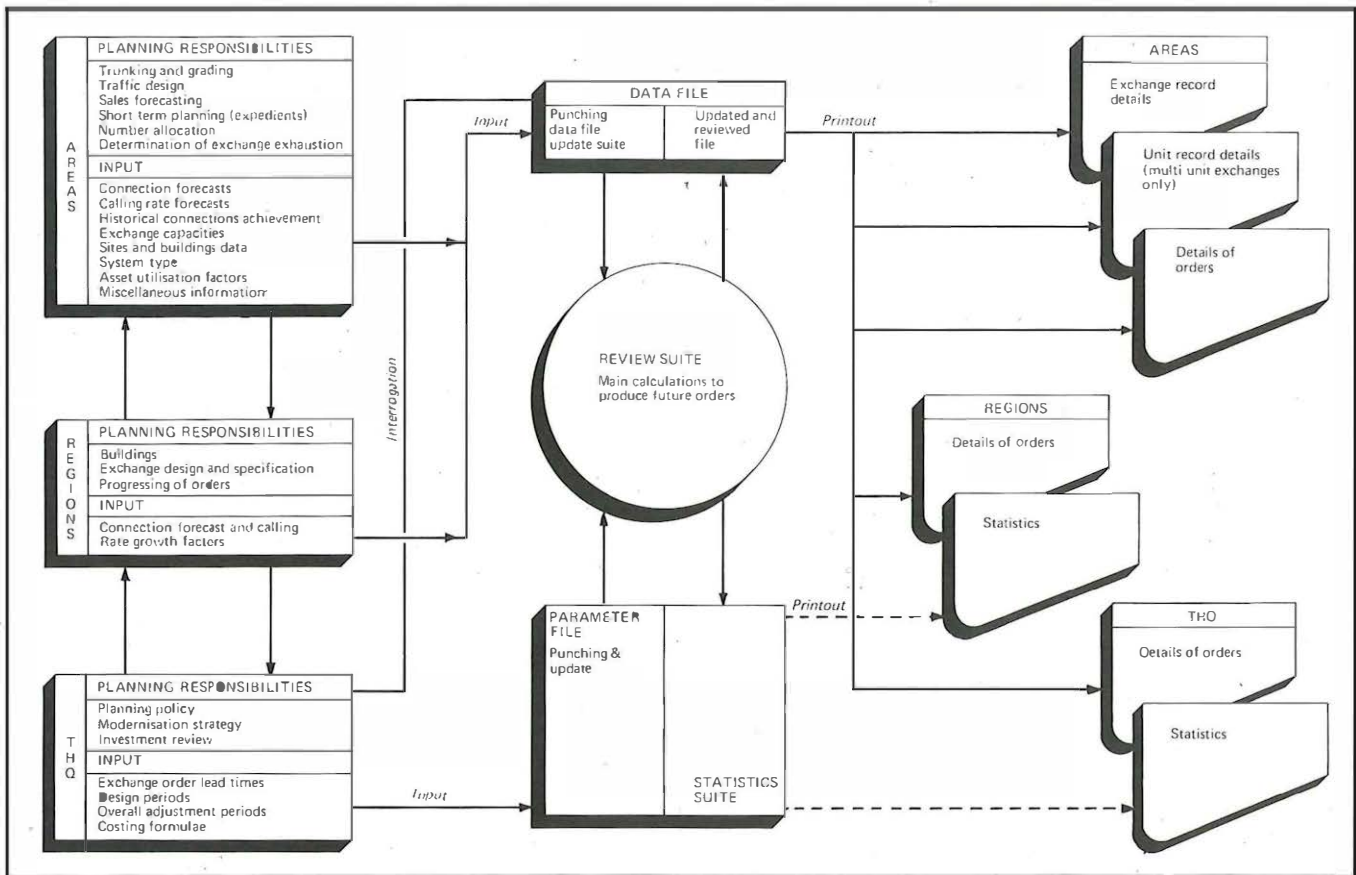 AREAS
PLANNING RESPONSIBILITIES
Trunking and grading
Traffic design
Sales forecasting
Short term planning (expedients)
Number allocation
Determination of exchange exhaustion
INPUT
Connection forecasts
Calling rate forecasts
Historical connections achievement
Exchange capacities
Sites and buildings data
System type
Asset utilisation factors
Miscellaneous information
REGIONS
PLANNING RESPONSIBILITIES
Buildings
Exchange design and specification
Progressing of orders
INPUT
Connection forecast and calling
Rate growth factors
THQ
PLANNING RESPONSIBILITIES
Planning policy
Modernisation strategy
Investment review
INPUT
Exchange order lead times
Design periods
Overall adjustment periods
Costing formulae
Interrogation
Input
Input
DATA FILE
Punching
data file
update suite
Updated and
reviewed
file
REVIEW SUITE
Main calculations to
produce future orders
PARAMETER
FILE
Punching &
update
STATISTICS
SUITE
Printout
Printout
AREAS
Exchange record
details
Unit record details
(multi unit exchanges
only)
Details of
orders
REGIONS
Details of orders
Statistics
THQ
Details of orders
Statistics